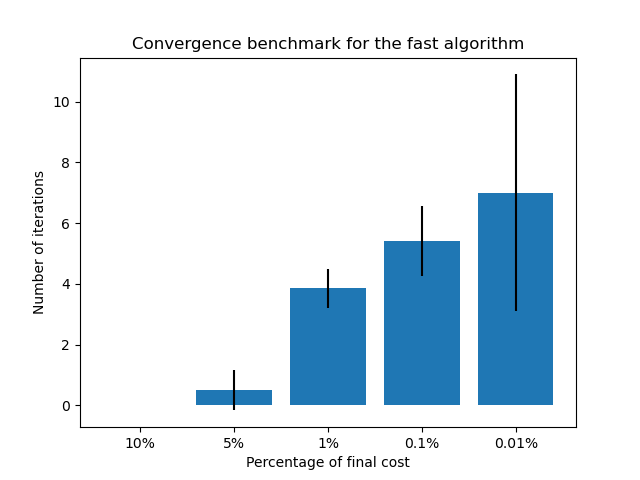 Convergence benchmark for the fast algorithm
10
8
6
4
2
0
Number of iterations
10% 5% 1% 0.1% 0.01%
Percentage of final cost